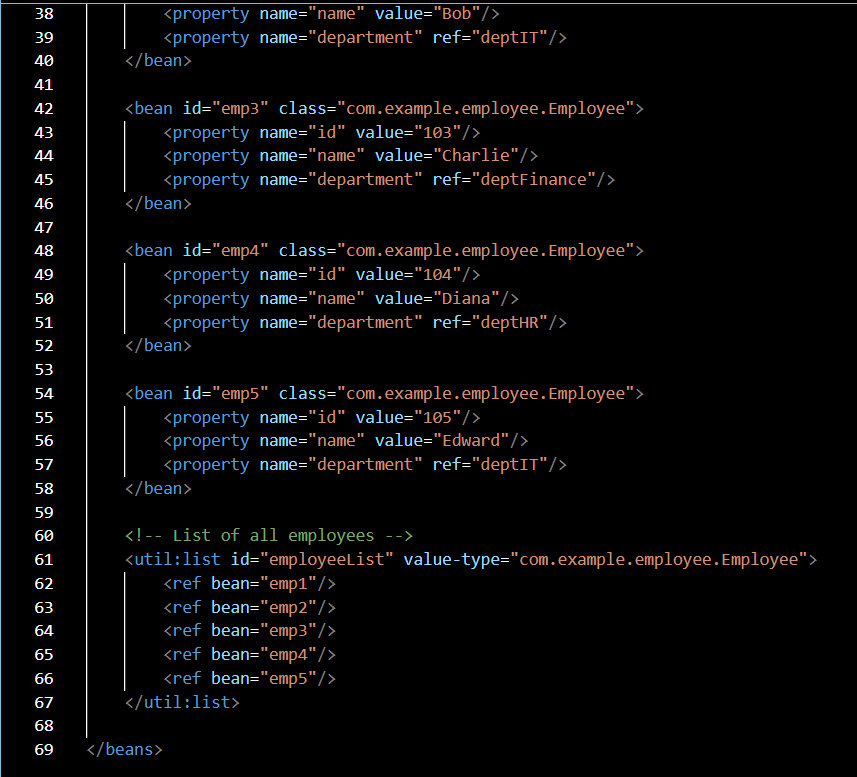 38 <property name="name" value="Bob"/>
39 <property name="department" ref="deptIT"/>
40 </bean>
41
42 <bean id="emp3" class="com.example.employee.Employee">
43 <property name="id" value="103"/>
44 <property name="name" value="Charlie"/>
45 <property name="department" ref="deptFinance"/>
46 </bean>
47
48 <bean id="emp4" class="com.example.employee.Employee">
49 <property name="id" value="104"/>
50 <property name="name" value="Diana"/>
51 <property name="department" ref="deptHR"/>
52 </bean>
53
54 <bean id="emp5" class="com.example.employee.Employee">
55 <property name="id" value="105"/>
56 <property name="name" value="Edward"/>
57 <property name="department" ref="deptIT"/>
58 </bean>
59
60 <!-- List of all employees -->
61 <util:list id="employeeList" value-type="com.example.employee.Employee">
62 <ref bean="emp1"/>
63 <ref bean="emp2"/>
64 <ref bean="emp3"/>
65 <ref bean="emp4"/>
66 <ref bean="emp5"/>
67 </util:list>
68
69 </beans>